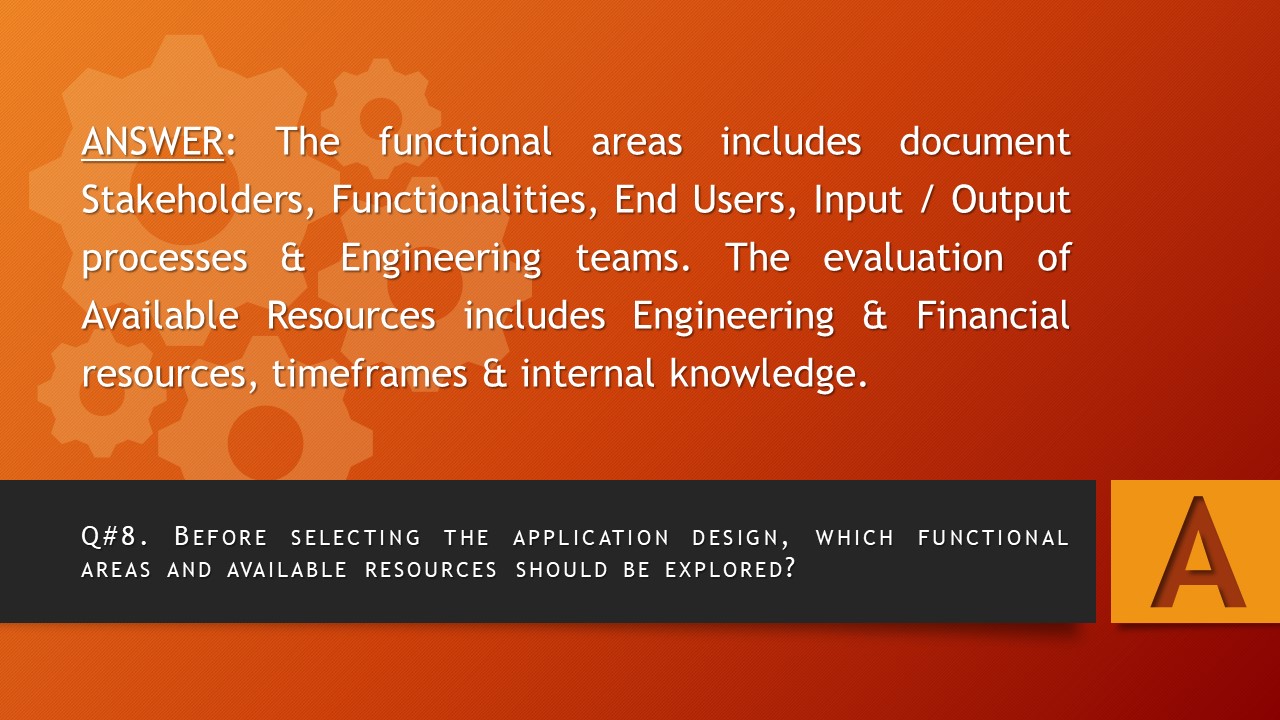 ANSWER: The functional areas includes document
Stakeholders, Functionalities, End Users, Input / Output
processes & Engineering teams. The evaluation of
Available Resources includes Engineering & Financial
resources, timeframes & internal knowledge.
Q#8. Before selecting the application design, which functional
areas and available resources should be explored?
A